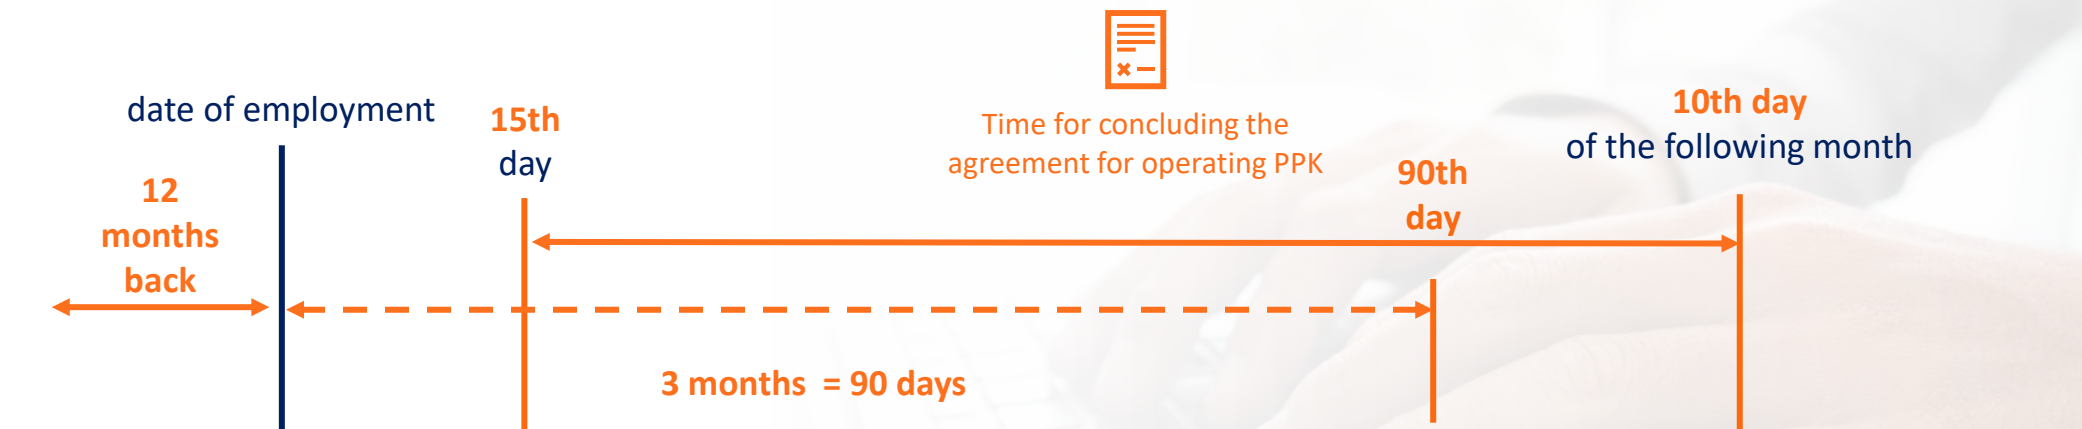 date of employment
12
months
back
15th
day
Time for concluding the
agreement for operating PPK
90th
day
10th day
of the following month
3 months  = 90 days